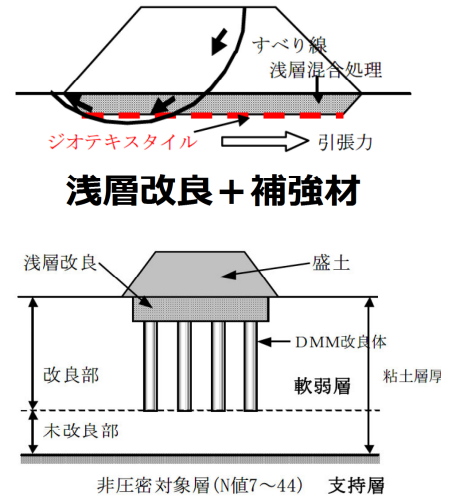 すべり線
浅層混合処理
ジオテキスタイル
引張力
浅層改良＋補強材
浅層改良
盛土
DMM改良体
改良部
軟弱層
粘土層厚
未改良部
非圧密対象層(N値7～44) 支持層